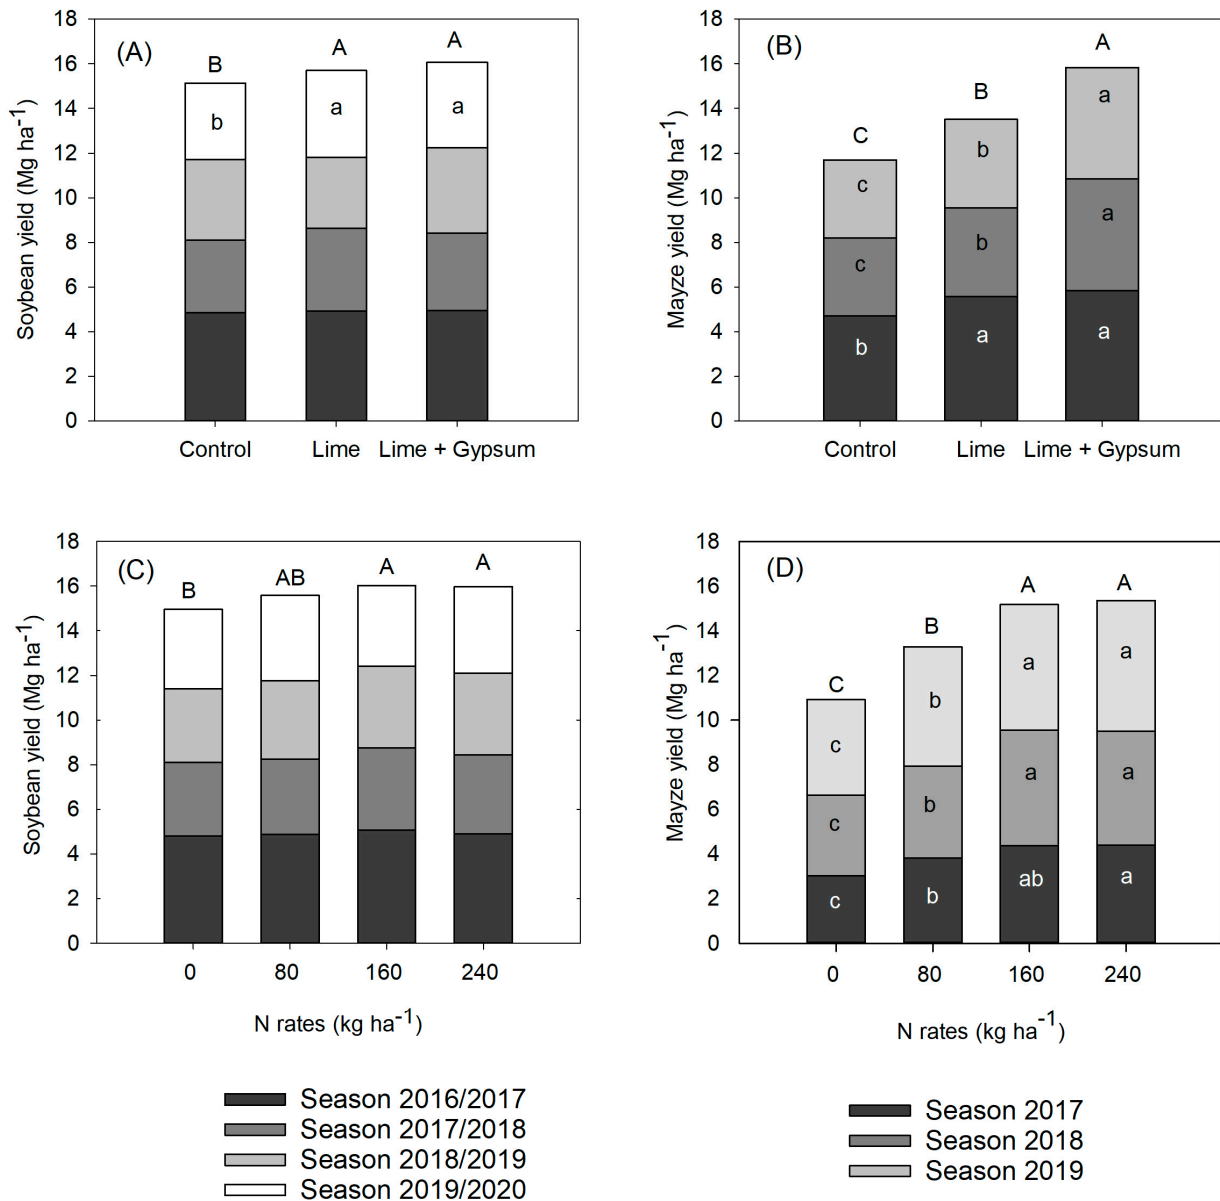 (A)
Soybean yield (Mg ha⁻¹)
18
16
14
12
10
8
6
4
2
0
B
A
A
b
a
a
Control
Lime
Lime + Gypsum
(B)
Mayze yield (Mg ha⁻¹)
18
16
14
12
10
8
6
4
2
0
C
B
A
c
b
a
c
b
a
b
a
a
Control
Lime
Lime + Gypsum
(C)
Soybean yield (Mg ha⁻¹)
18
16
14
12
10
8
6
4
2
0
B
AB
A
A
0
80
160
240
N rates (kg ha⁻¹)
(D)
Mayze yield (Mg ha⁻¹)
18
16
14
12
10
8
6
4
2
0
C
B
A
A
c
b
a
a
c
b
a
a
c
b
ab
a
0
80
160
240
N rates (kg ha⁻¹)
Season 2016/2017
Season 2017/2018
Season 2018/2019
Season 2019/2020
Season 2017
Season 2018
Season 2019